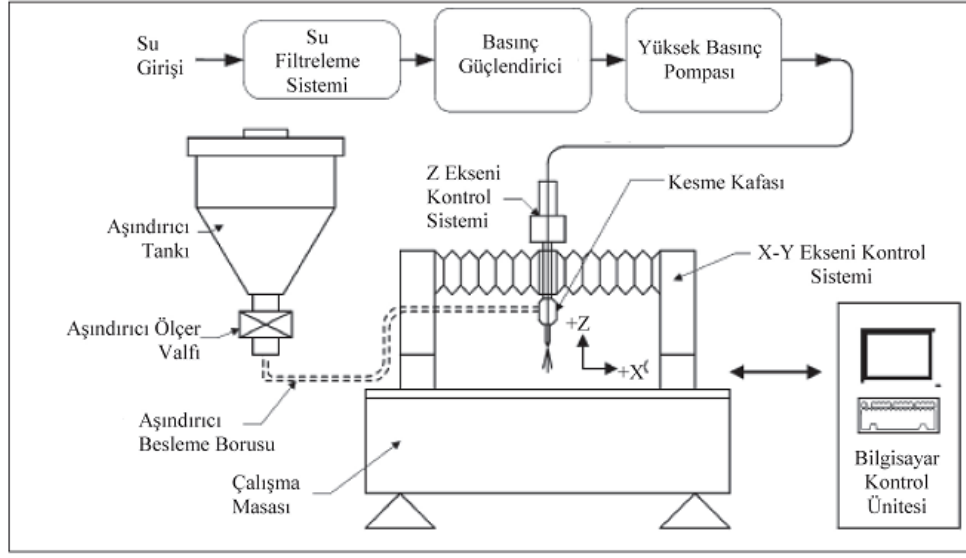 Su
Girişi
Su
Filtreleme
Sistemi
Basınç
Güçlendirici
Yüksek Basınç
Pompası
Z Ekseni
Kontrol
Sistemi
Kesme Kafası
Aşındırıcı
Tankı
X-Y Ekseni Kontrol
Sistemi
Aşındırıcı Ölçer
Valfı
+Z
+X
Aşındırıcı
Besleme Borusu
Çalışma
Masası
Bilgisayar
Kontrol
Ünitesi